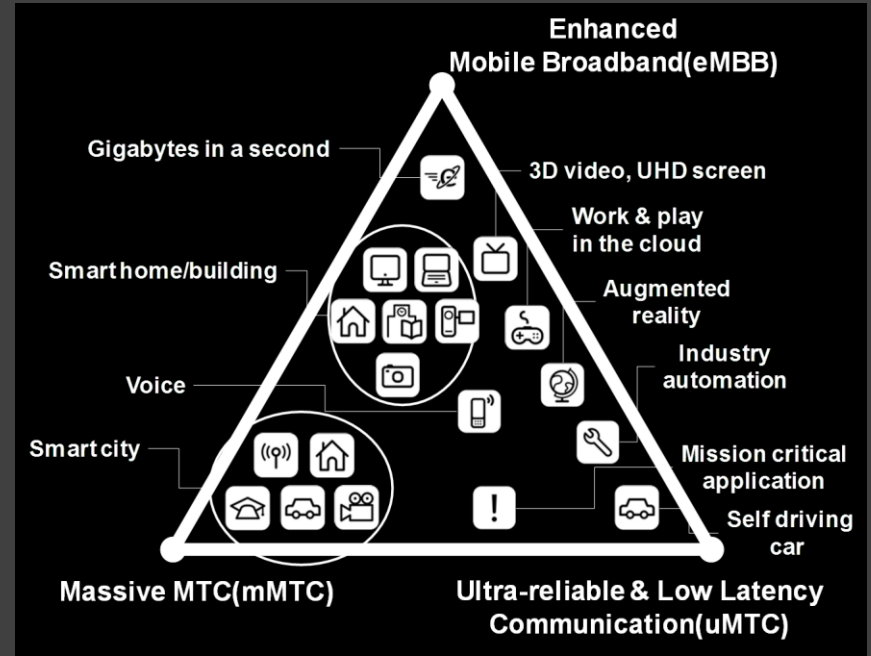 Enhanced
Mobile Broadband(eMBB)
Gigabytes in a second
3D video, UHD screen
Work & play
in the cloud
Smart home/building
Augmented
reality
Industry
automation
Voice
Smart city
Mission critical
application
Self driving
car
Massive MTC(mMTC)
Ultra-reliable & Low Latency
Communication(uMTC)